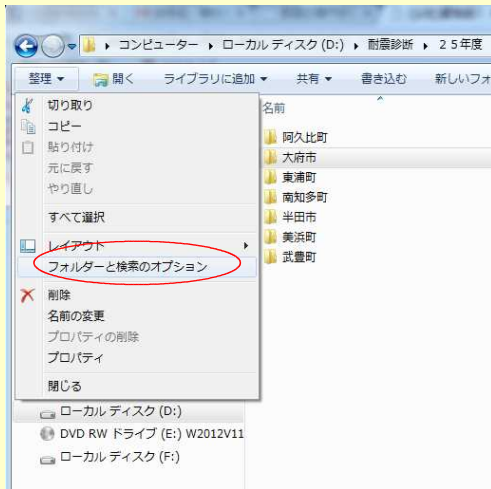 コンピューター ▸ ローカル ディスク (D:) ▸ 耐震診断 ▸ 25年度
整理 ▼ 開く ライブラリに追加 ▼ 共有 ▼ 書き込む 新しいフォ
切り取り
コピー
貼り付け
元に戻す
やり直し
すべて選択
レイアウト
フォルダーと検索のオプション
削除
名前の変更
プロパティの削除
プロパティ
閉じる
ローカル ディスク (D:)
DVD RW ドライブ (E:) W2012V11
ローカル ディスク (F:)
名前
阿久比町
大府市
東浦町
南知多町
半田市
美浜町
武豊町